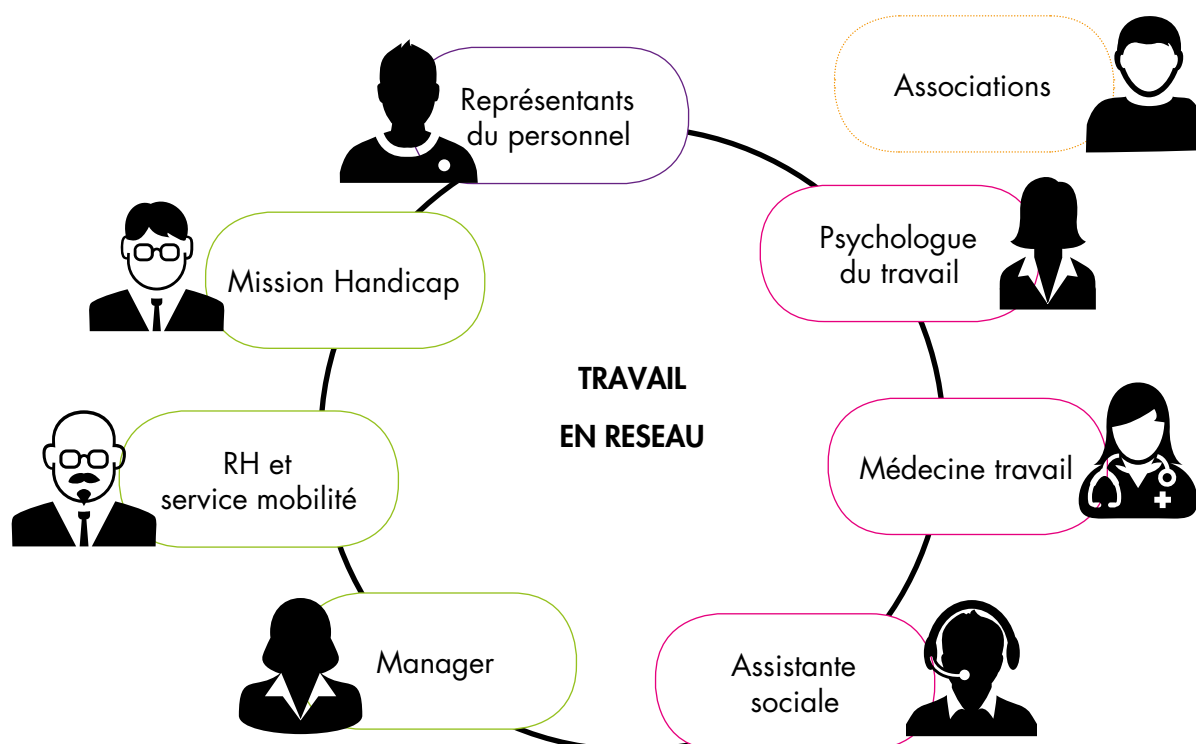 Représentants
du personnel
Associations
Psychologue
du travail
Mission Handicap
TRAVAIL
EN RESEAU
RH et
service mobilité
Médecine travail
Manager
Assistante
sociale